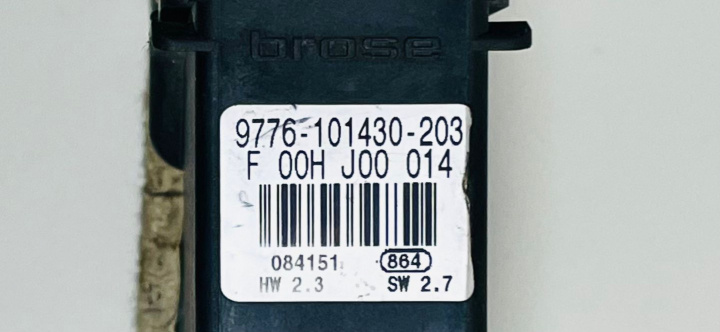 brose
9776-101430-203
F 00H J00 014
084151 864
HW 2.3 SW 2.7